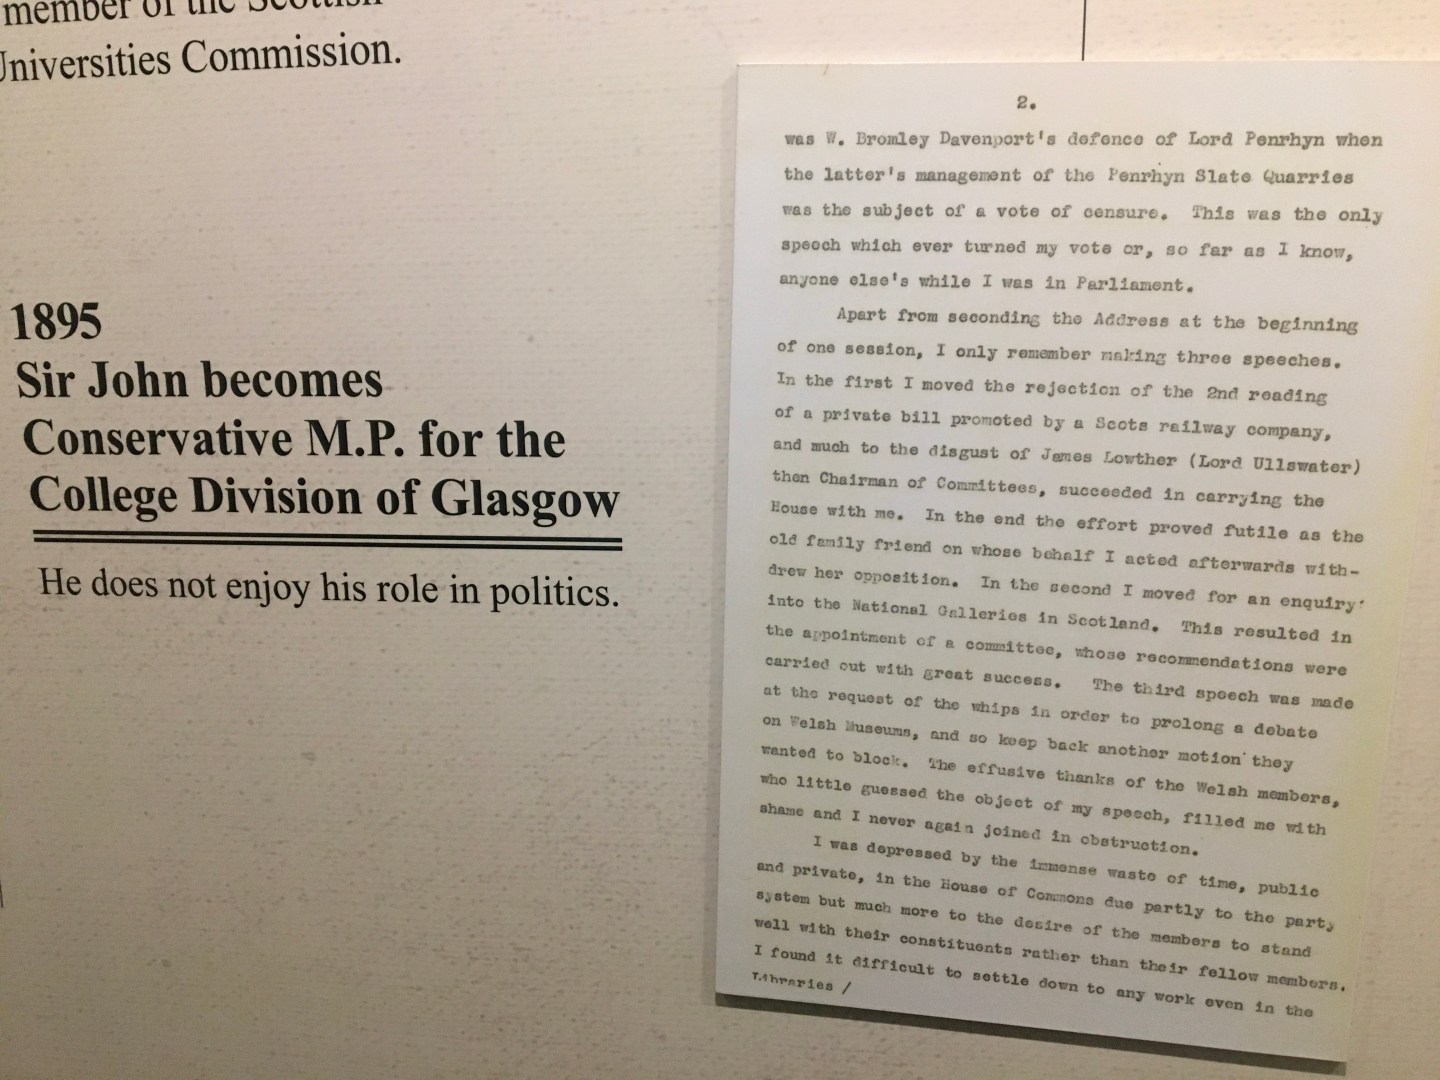 member of the Scottish
Universities Commission.
1895
Sir John becomes
Conservative M.P. for the
College Division of Glasgow
He does not enjoy his role in politics.
2.
was W. Bromley Davenport's defence of Lord Penrhyn when
the latter's management of the Penrhyn Slate Quarries
was the subject of a vote of censure. This was the only
speech which ever turned my vote or, so far as I know,
anyone else's while I was in Parliament.
Apart from seconding the Address at the beginning
of one session, I only remember making three speeches.
In the first I moved the rejection of the 2nd reading
of a private bill promoted by a Scots railway company,
and much to the disgust of James Lowther (Lord Ullswater)
then Chairman of Committees, succeeded in carrying the
House with me. In the end the effort proved futile as the
old family friend on whose behalf I acted afterwards with-
drew her opposition. In the second I moved for an enquiry
into the National Galleries in Scotland. This resulted in
the appointment of a committee, whose recommendations were
carried out with great success. The third speech was made
at the request of the whips in order to prolong a debate
on Welsh Museums, and so keep back another motion they
wanted to block. The effusive thanks of the Welsh members,
who little guessed the object of my speech, filled me with
shame and I never again joined in obstruction.
I was depressed by the immense waste of time, public
and private, in the House of Commons due partly to the party
system but much more to the desire of the members to stand
well with their constituents rather than their fellow members.
I found it difficult to settle down to any work even in the
Libraries /